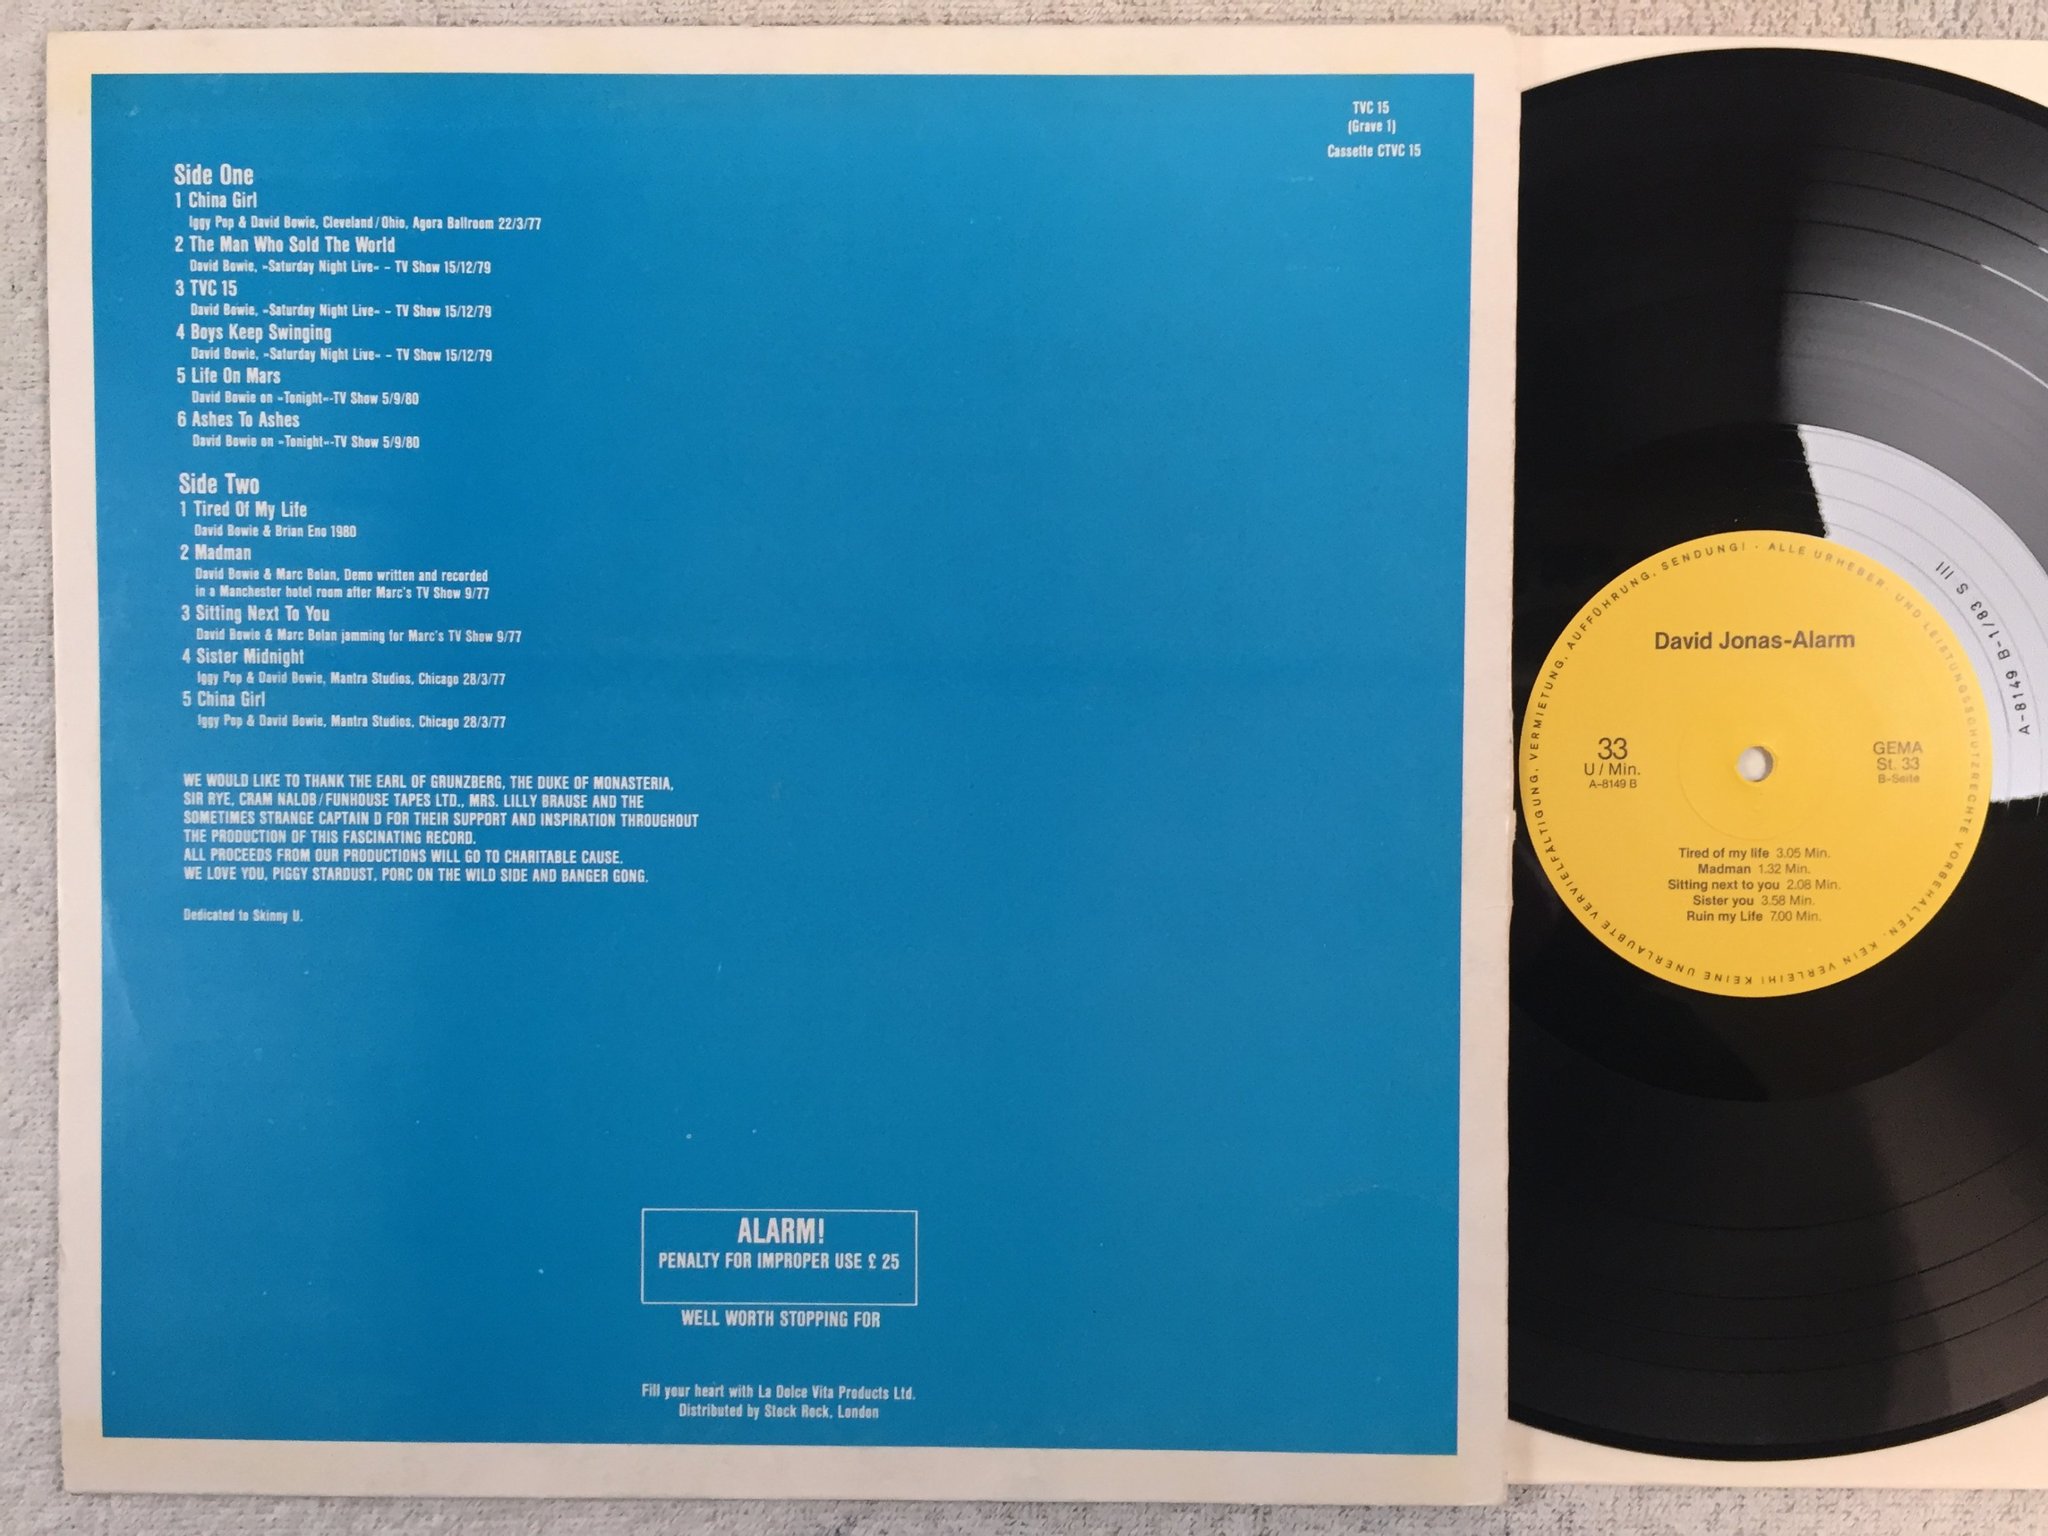 TVC 15
(Grave 1)
Cassette CTVC 15
Side One
1 China Girl
Iggy Pop & David Bowie, Cleveland/Ohio, Agora Ballroom 22/3/77
2 The Man Who Sold The World
David Bowie, »Saturday Night Live« – TV Show 15/12/79
3 TVC 15
David Bowie, »Saturday Night Live« – TV Show 15/12/79
4 Boys Keep Swinging
David Bowie, »Saturday Night Live« – TV Show 15/12/79
5 Life On Mars
David Bowie on »Tonight«-TV Show 5/9/80
6 Ashes To Ashes
David Bowie on »Tonight«-TV Show 5/9/80
Side Two
1 Tired Of My Life
David Bowie & Brian Eno 1980
2 Madman
David Bowie & Marc Bolan, Demo written and recorded
in a Manchester hotel room after Marc's TV Show 9/77
3 Sitting Next To You
David Bowie & Marc Bolan jamming for Marc's TV Show 9/77
4 Sister Midnight
Iggy Pop & David Bowie, Mantra Studios, Chicago 28/3/77
5 China Girl
Iggy Pop & David Bowie, Mantra Studios, Chicago 28/3/77
WE WOULD LIKE TO THANK THE EARL OF GRUNZBERG, THE DUKE OF MONASTERIA,
SIR RYE, CRAM NALOB/FUNHOUSE TAPES LTD., MRS. LILLY BRAUSE AND THE
SOMETIMES STRANGE CAPTAIN D FOR THEIR SUPPORT AND INSPIRATION THROUGHOUT
THE PRODUCTION OF THIS FASCINATING RECORD.
ALL PROCEEDS FROM OUR PRODUCTIONS WILL GO TO CHARITABLE CAUSE.
WE LOVE YOU, PIGGY STARDUST, PORC ON THE WILD SIDE AND BANGER GONG.
Dedicated to Skinny U.
ALARM!
PENALTY FOR IMPROPER USE £ 25
WELL WORTH STOPPING FOR
Fill your heart with La Dolce Vita Products Ltd.
Distributed by Stock Rock, London
A-8149 B-1/83 S III
ALLE URHEBER- UND LEISTUNGSSCHUTZRECHTE VORBEHALTEN. KEIN VERLEIH! KEINE UNERLAUBTE VERVIELFÄLTIGUNG, VERMIETUNG, AUFFÜHRUNG, SENDUNG! ·
David Jonas-Alarm
33
U / Min.
A-8149 B
GEMA
St. 33
B-Seite
Tired of my life 3.05 Min.
Madman 1.32 Min.
Sitting next to you 2.08 Min.
Sister you 3.58 Min.
Ruin my Life 7.00 Min.